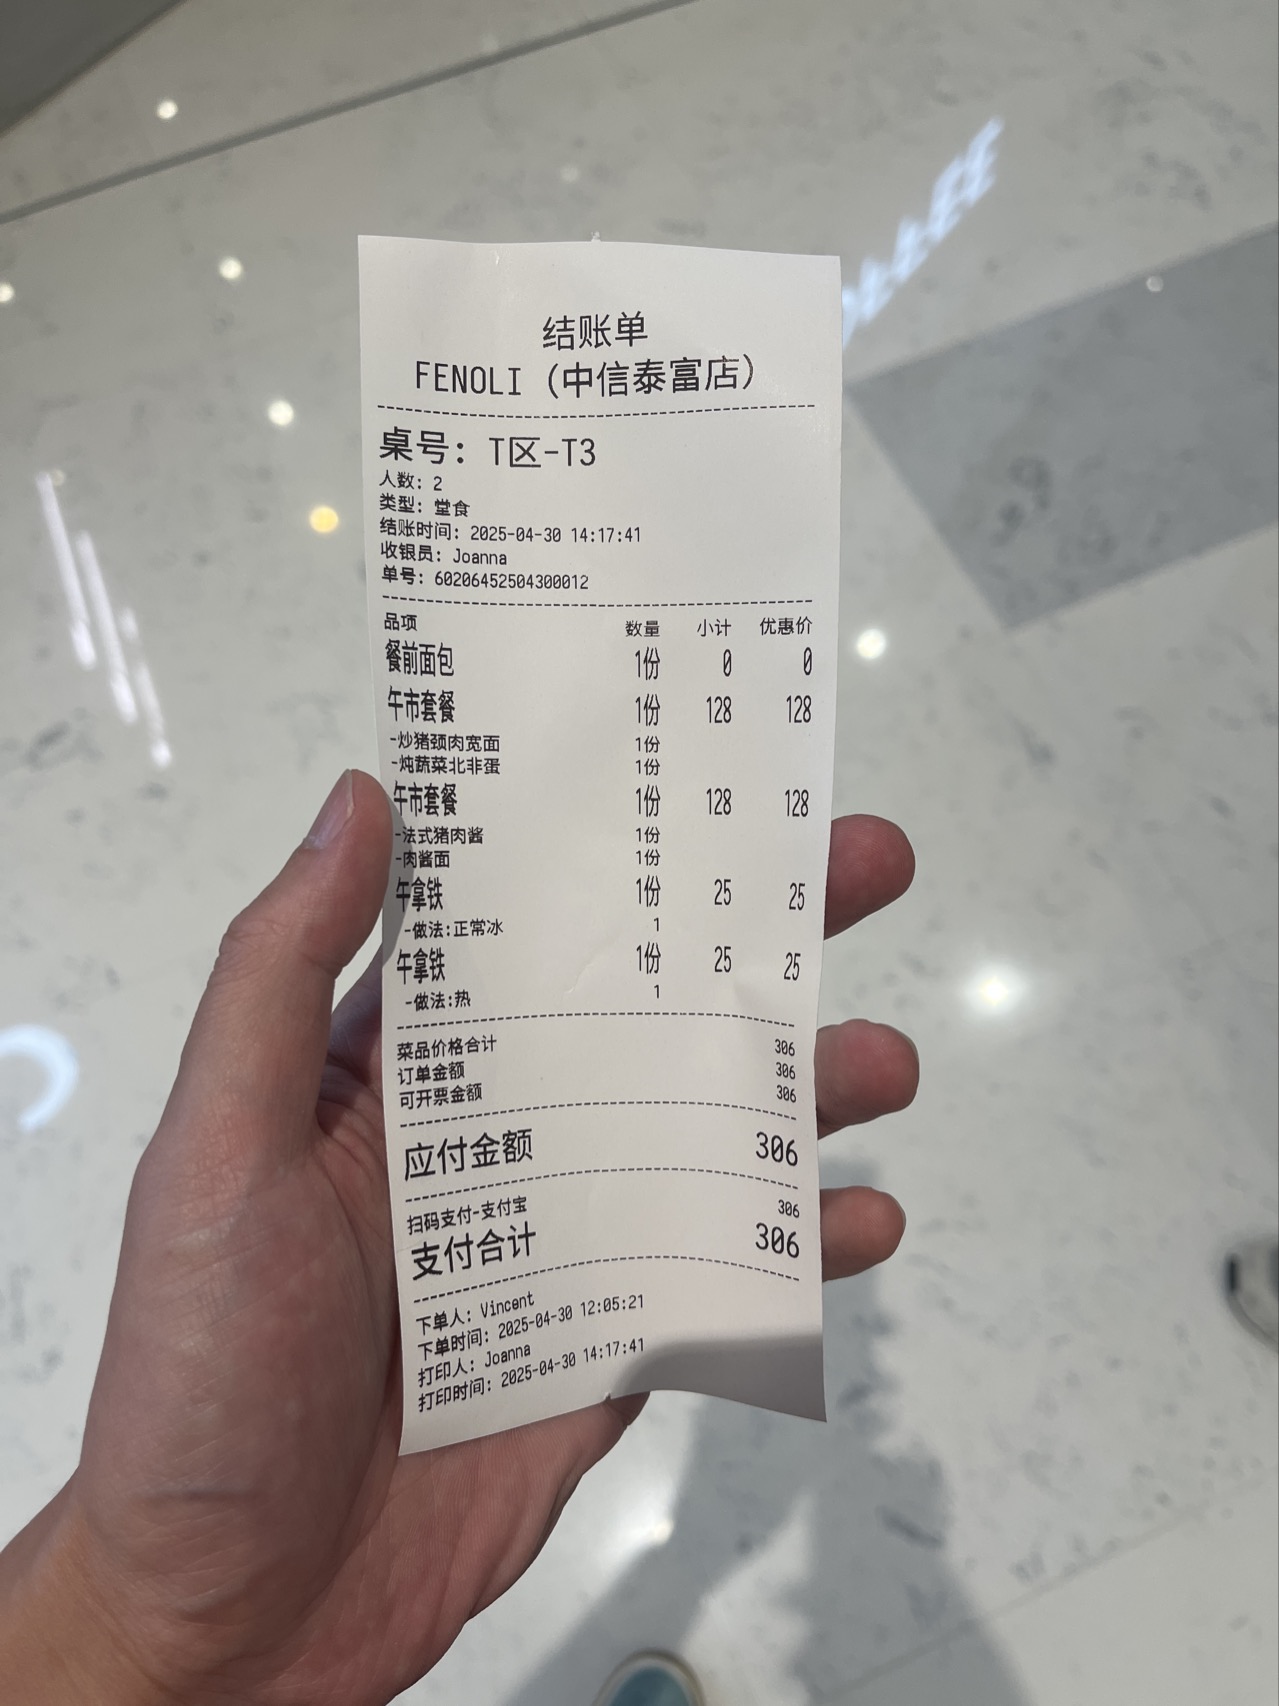 结账单
FENOLI (中信泰富店)
桌号: T区-T3
人数: 2
类型: 堂食
结账时间: 2025-04-30 14:17:41
收银员: Joanna
单号: 60206452504300012
品项 数量 小计 优惠价
餐前面包 1份 0 0
午市套餐 1份 128 128
-炒猪颈肉宽面 1份
-炖蔬菜北非蛋 1份
午市套餐 1份 128 128
-法式猪肉酱 1份
-肉酱面 1份
午拿铁 1份 25 25
-做法:正常冰 1
午拿铁 1份 25 25
-做法:热 1
菜品价格合计 306
订单金额 306
可开票金额 306
应付金额 306
扫码支付-支付宝 306
支付合计 306
下单人: Vincent
下单时间: 2025-04-30 12:05:21
打印人: Joanna
打印时间: 2025-04-30 14:17:41